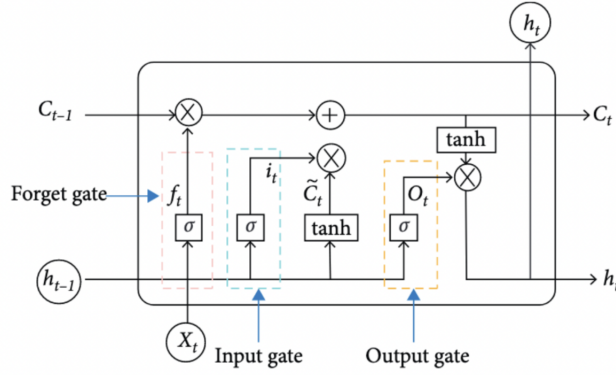 h_t
C_{t-1}
×
+
C_t
tanh
×
×
i_t
C̃_t
O_t
Forget gate
f_t
σ
σ
tanh
σ
h_{t-1}
h
X_t
Input gate
Output gate